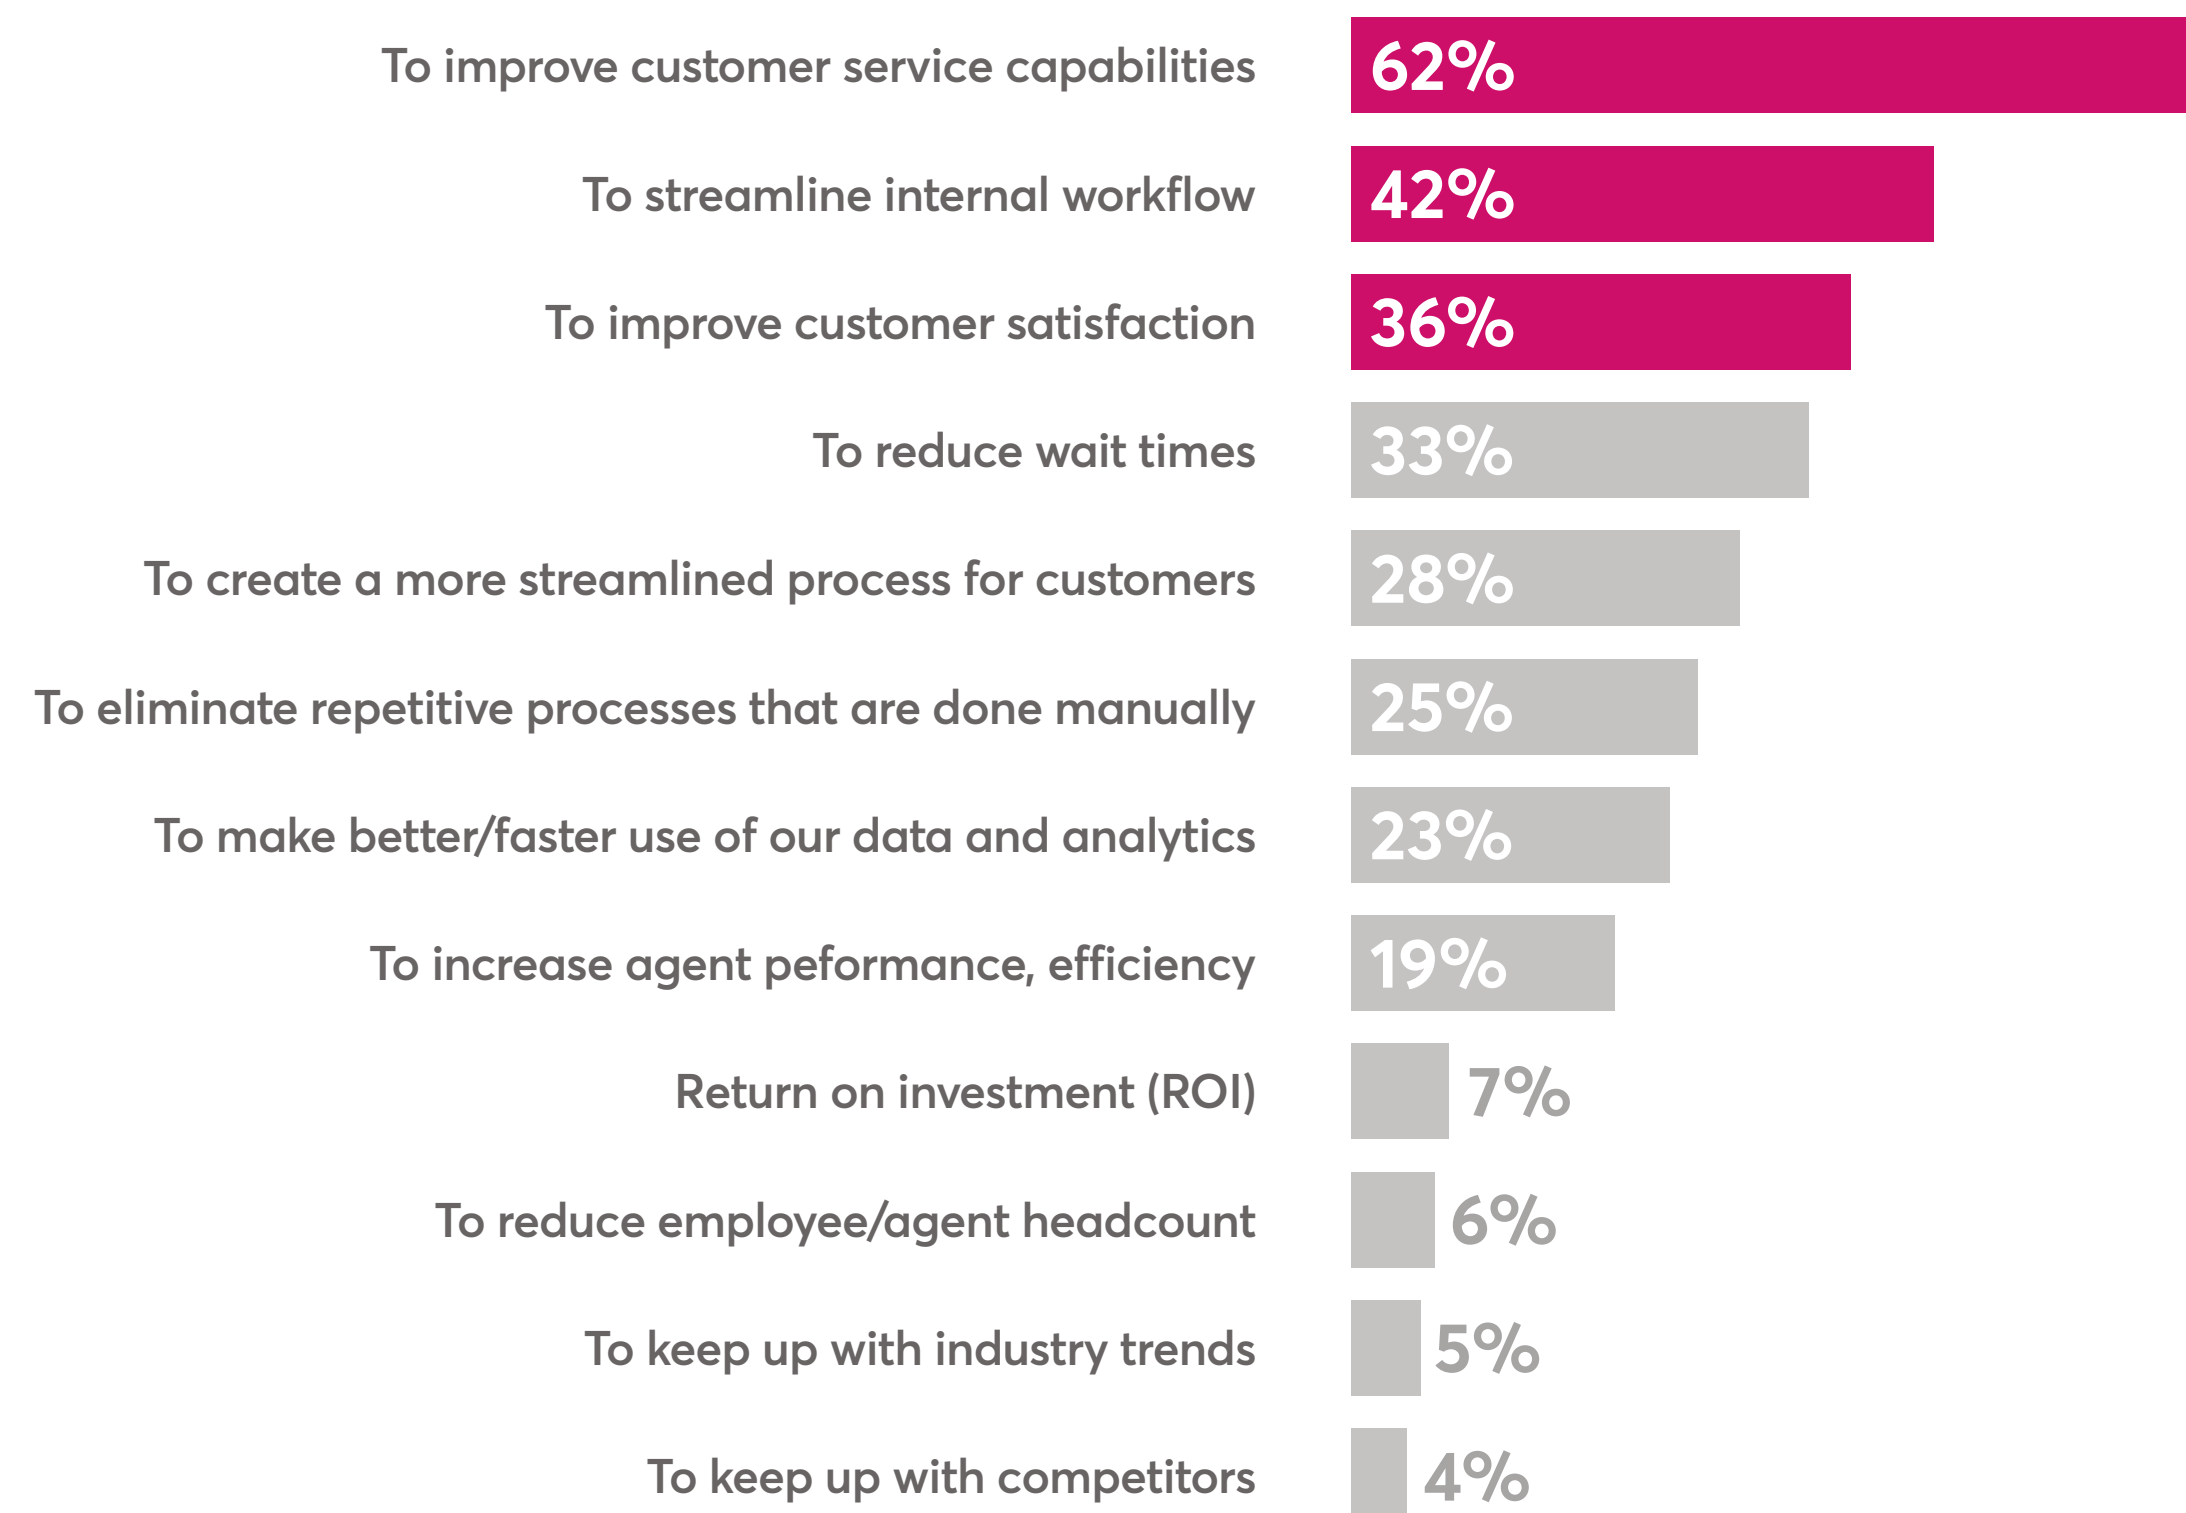 To improve customer service capabilities 62%
To streamline internal workflow 42%
To improve customer satisfaction 36%
To reduce wait times 33%
To create a more streamlined process for customers 28%
To eliminate repetitive processes that are done manually 25%
To make better/faster use of our data and analytics 23%
To increase agent peformance, efficiency 19%
Return on investment (ROI) 7%
To reduce employee/agent headcount 6%
To keep up with industry trends 5%
To keep up with competitors 4%